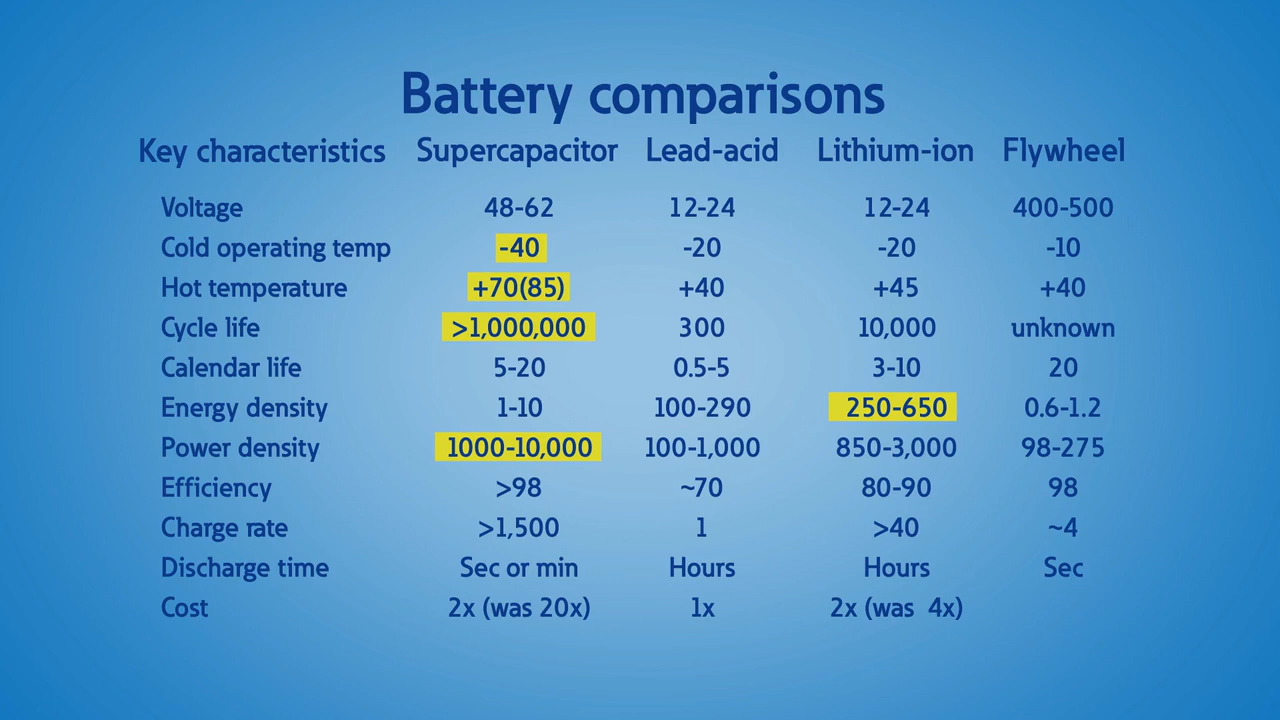 Battery comparisons
Key characteristics Supercapacitor Lead-acid Lithium-ion Flywheel
Voltage 48-62 12-24 12-24 400-500
Cold operating temp -40 -20 -20 -10
Hot temperature +70(85) +40 +45 +40
Cycle life >1,000,000 300 10,000 unknown
Calendar life 5-20 0.5-5 3-10 20
Energy density 1-10 100-290 250-650 0.6-1.2
Power density 1000-10,000 100-1,000 850-3,000 98-275
Efficiency >98 ~70 80-90 98
Charge rate >1,500 1 >40 ~4
Discharge time Sec or min Hours Hours Sec
Cost 2x (was 20x) 1x 2x (was 4x)